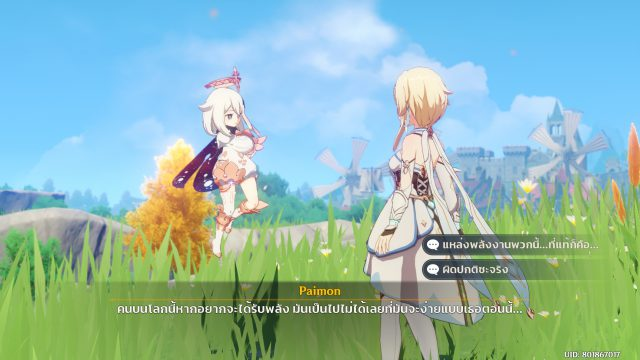 แหล่งพลังงานพวกนี้...ที่แท้ก็คือ...
ผิดปกติซะจริง
Paimon
คนบนโลกนี้หากอยากจะได้รับพลัง มันเป็นไปไม่ได้เลยที่มันจะง่ายแบบเธอตอนนี้...
UID: 801867017